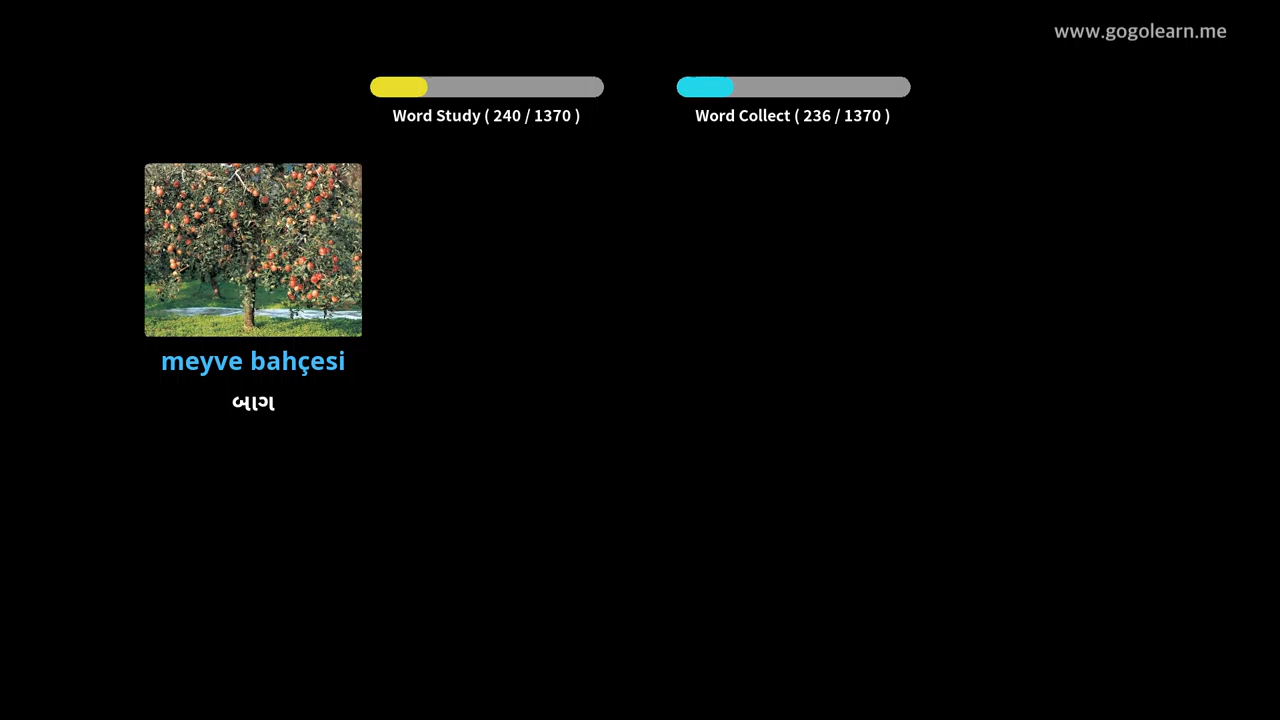 www.gogolearn.me
Word Study ( 240 / 1370 )
Word Collect ( 236 / 1370 )
meyve bahçesi
બાગ